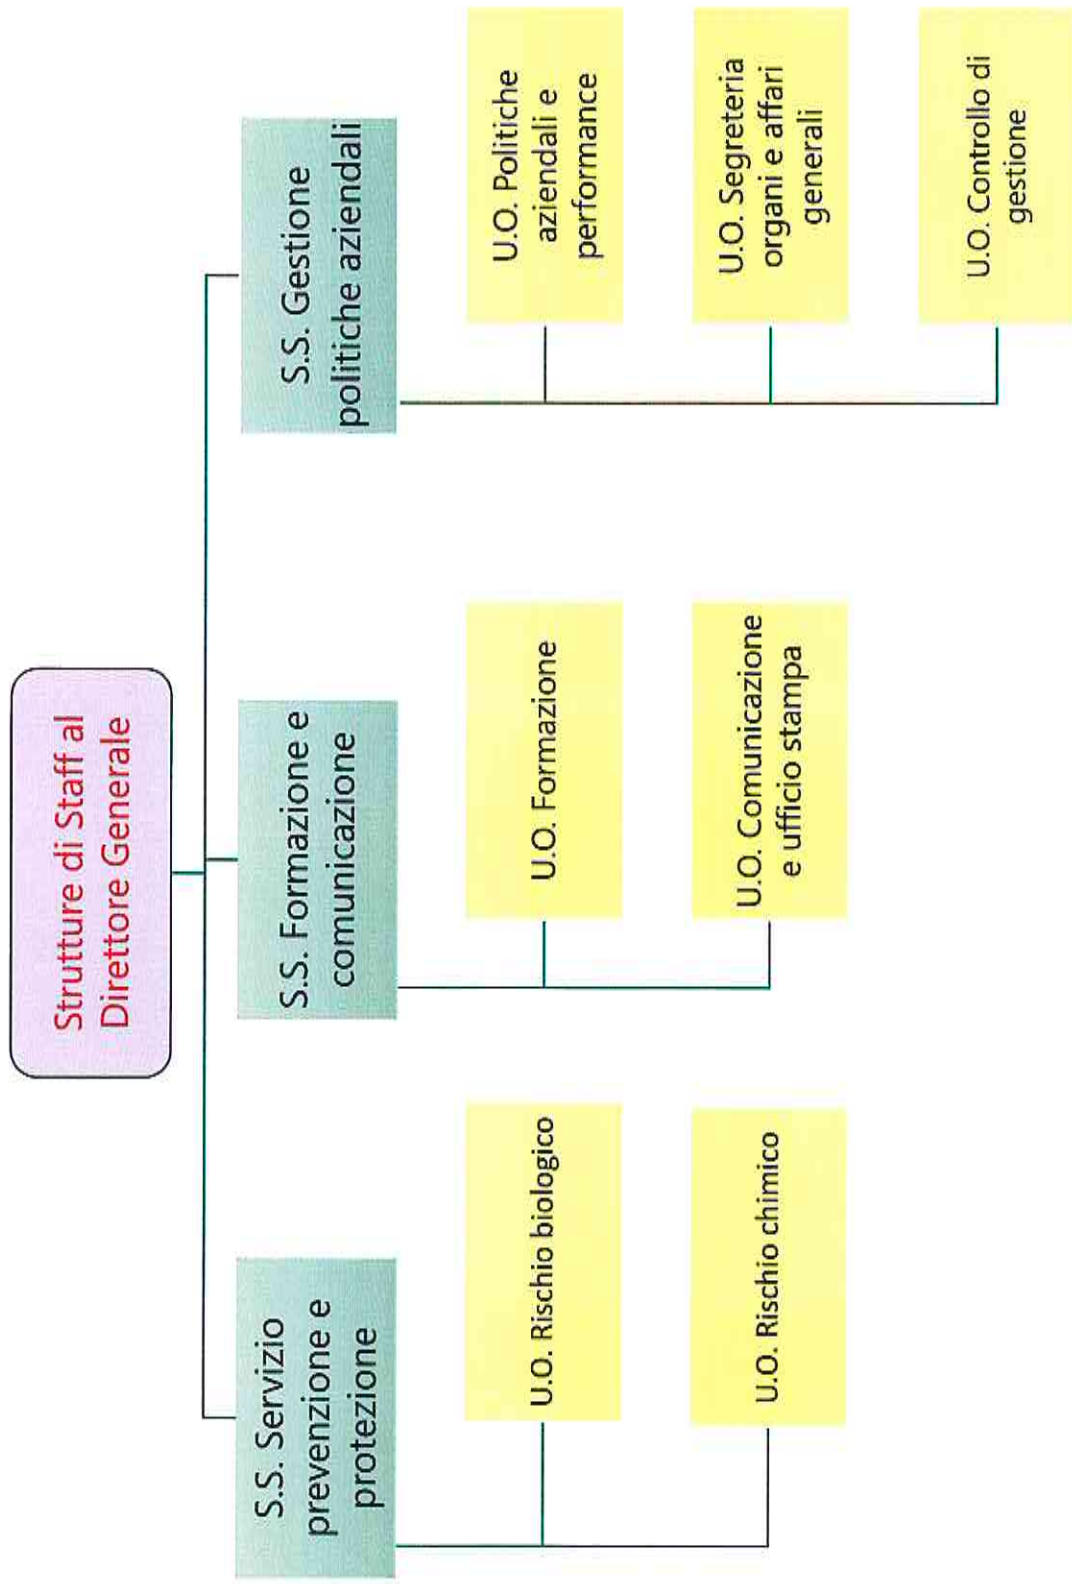 Strutture di Staff al
Direttore Generale
S.S. Servizio
prevenzione e
protezione
U.O. Rischio biologico
U.O. Rischio chimico
S.S. Formazione e
comunicazione
U.O. Formazione
U.O. Comunicazione
e ufficio stampa
S.S. Gestione
politiche aziendali
U.O. Politiche
aziendali e
performance
U.O. Segreteria
organi e affari
generali
U.O. Controllo di
gestione